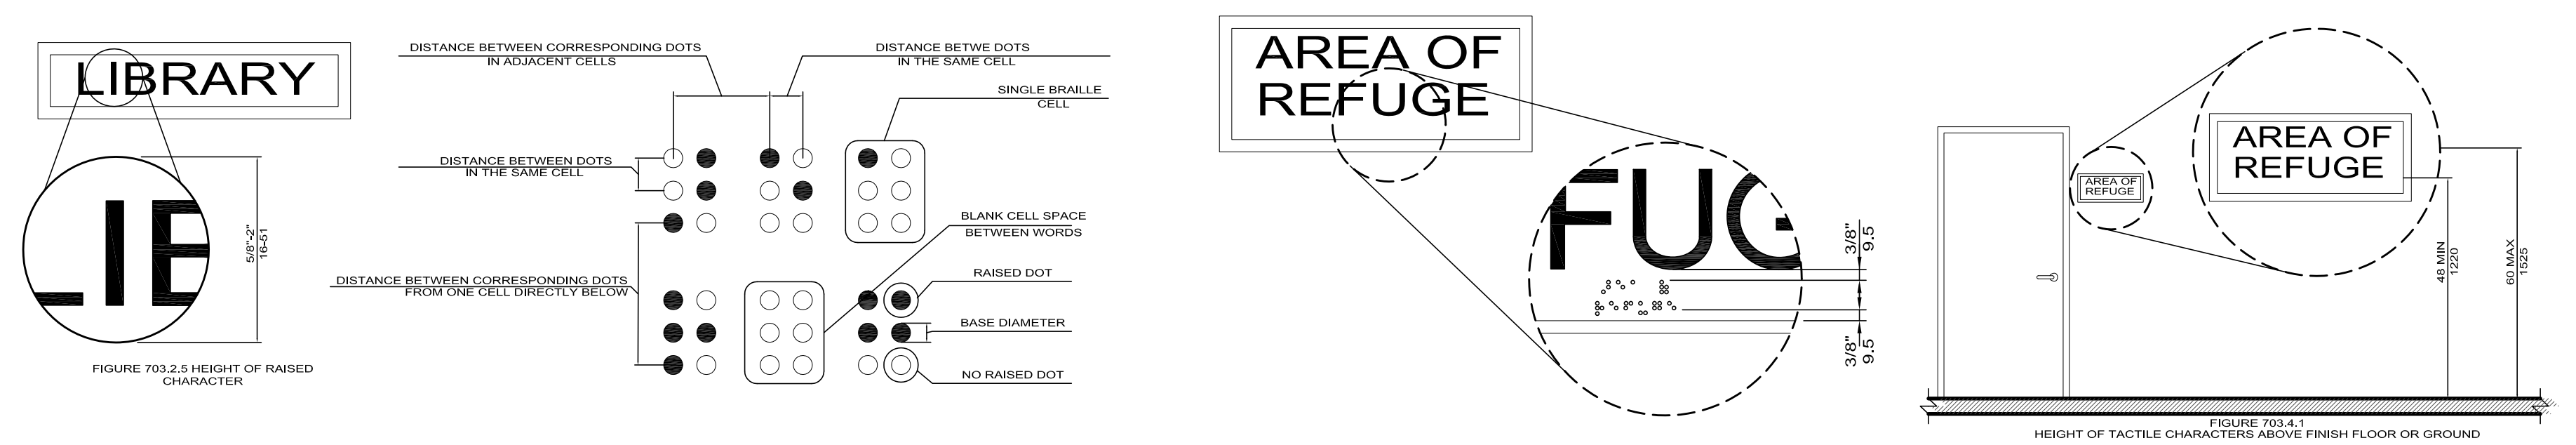 LIBRARY
LIB
5/8"-2"
16-51
FIGURE 703.2.5 HEIGHT OF RAISED
CHARACTER
DISTANCE BETWEEN CORRESPONDING DOTS
IN ADJACENT CELLS
DISTANCE BETWE DOTS
IN THE SAME CELL
SINGLE BRAILLE
CELL
DISTANCE BETWEEN DOTS
IN THE SAME CELL
BLANK CELL SPACE
BETWEEN WORDS
DISTANCE BETWEEN CORRESPONDING DOTS
FROM ONE CELL DIRECTLY BELOW
RAISED DOT
BASE DIAMETER
NO RAISED DOT
AREA OF
REFUGE
FUG
3/8"
9.5
3/8"
9.5
AREA OF
REFUGE
AREA OF
REFUGE
48 MIN
1220
60 MAX
1525
FIGURE 703.4.1
HEIGHT OF TACTILE CHARACTERS ABOVE FINISH FLOOR OR GROUND